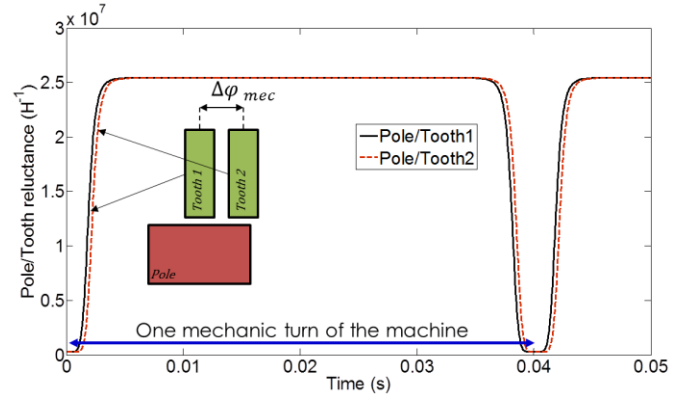 3 x 10^7
2.5
2
1.5
1
0.5
0
Pole/Tooth reluctance (H⁻¹)
Δφ mec
Tooth 1
Tooth 2
Pole
Pole/Tooth1
Pole/Tooth2
One mechanic turn of the machine
0
0.01
0.02
0.03
0.04
0.05
Time (s)